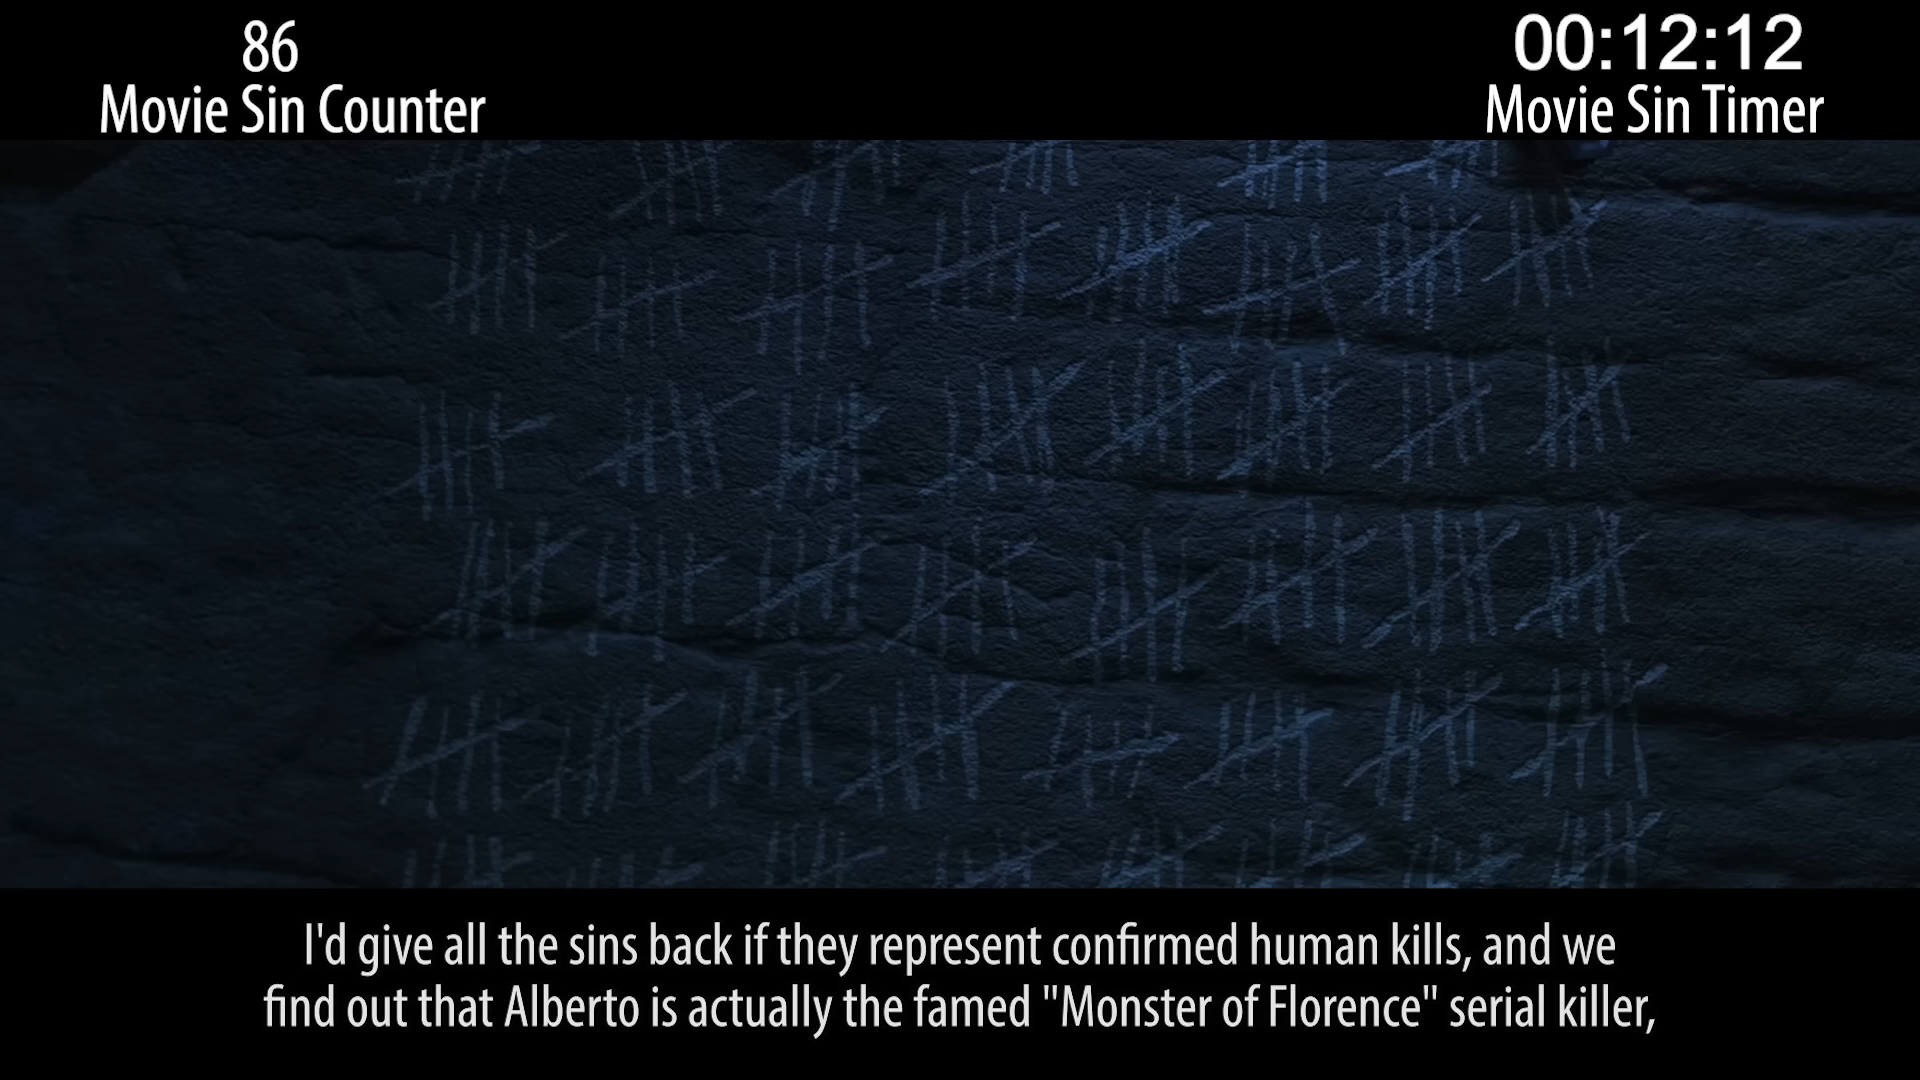 86
Movie Sin Counter
00:12:12
Movie Sin Timer
I'd give all the sins back if they represent confirmed human kills, and we
find out that Alberto is actually the famed "Monster of Florence" serial killer,